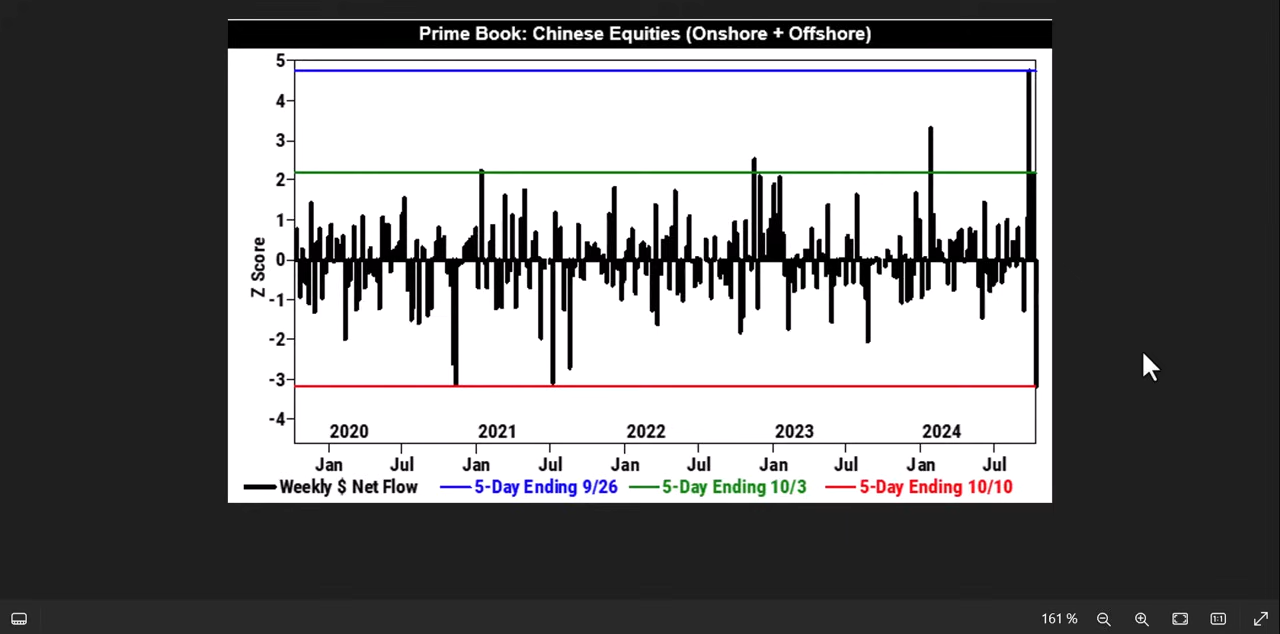 Prime Book: Chinese Equities (Onshore + Offshore)
5
4
3
2
1
0
-1
-2
-3
-4
Z Score
2020 2021 2022 2023 2024
Jan Jul Jan Jul Jan Jul Jan Jul Jan Jul
Weekly $ Net Flow 5-Day Ending 9/26 5-Day Ending 10/3 5-Day Ending 10/10
161 % 1:1